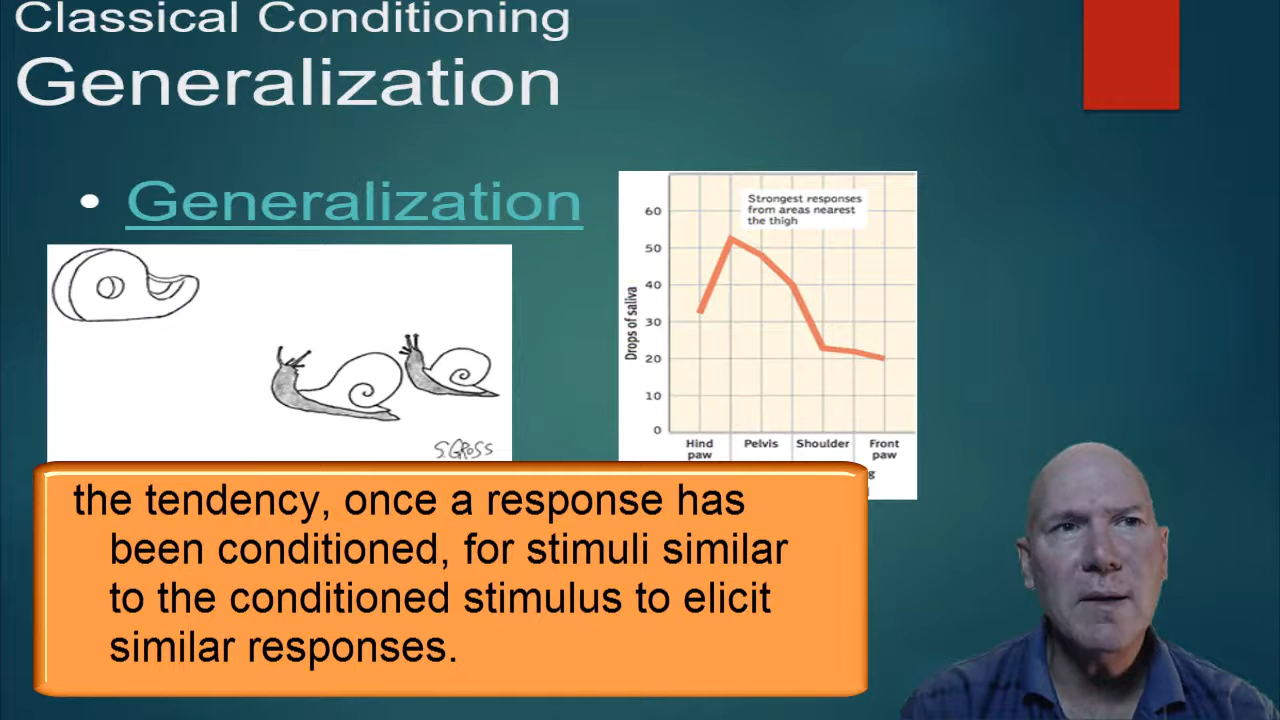 Classical Conditioning
Generalization
• Generalization
S.GROSS
Strongest responses
from areas nearest
the thigh
60
50
40
30
20
10
0
Drops of saliva
Hind
paw
Pelvis
Shoulder
Front
paw
the tendency, once a response has
been conditioned, for stimuli similar
to the conditioned stimulus to elicit
similar responses.